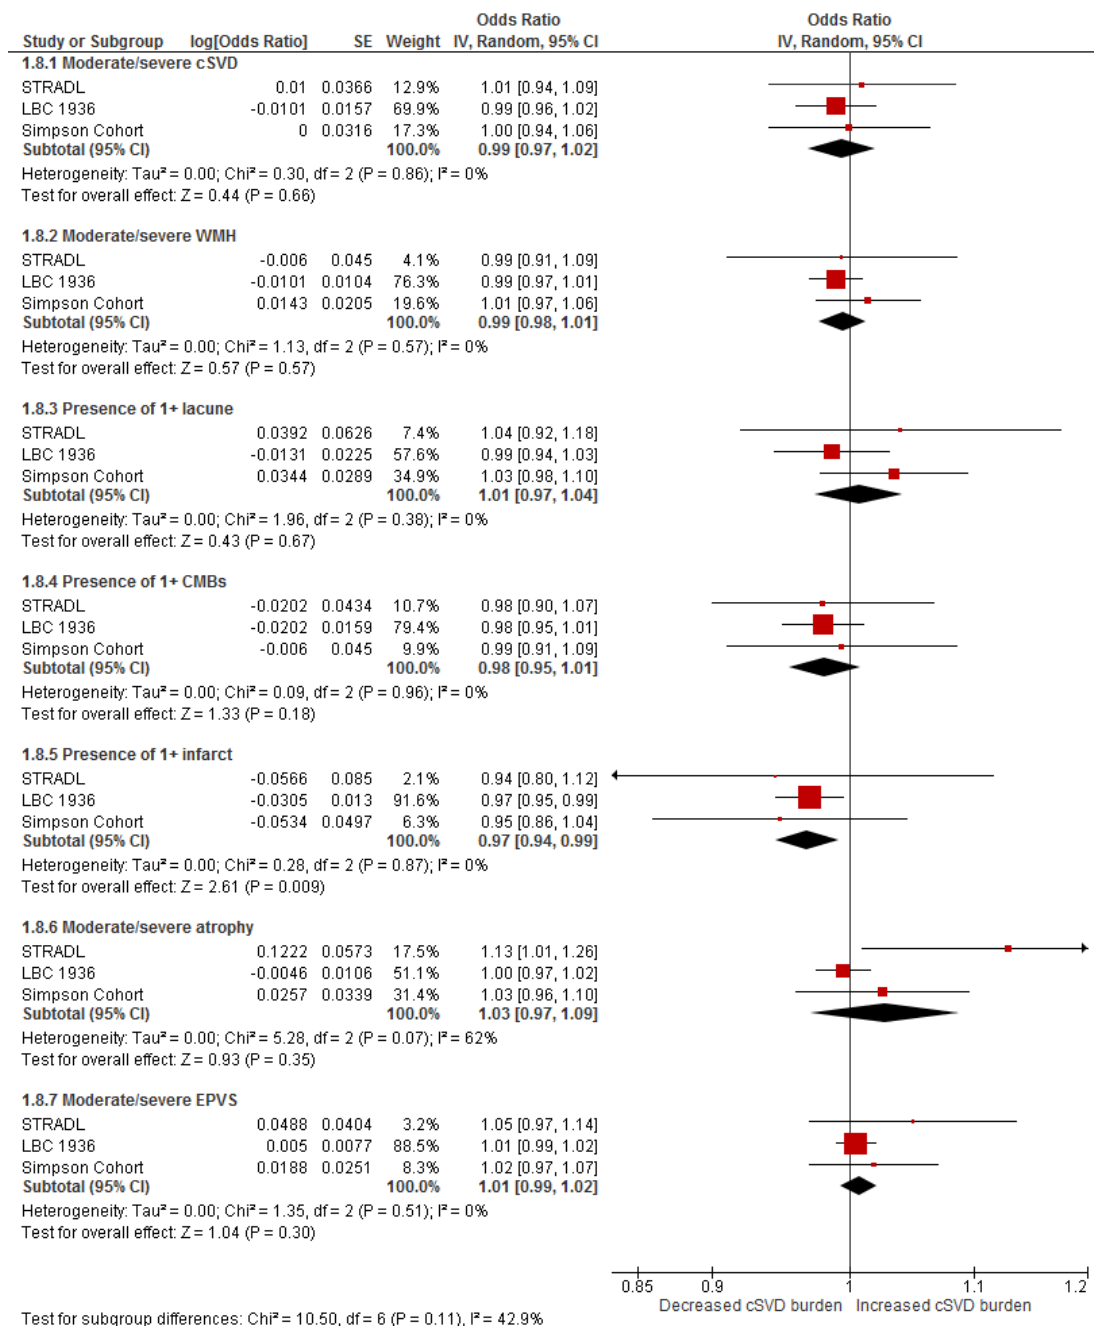 Odds Ratio Odds Ratio
Study or Subgroup log[Odds Ratio] SE Weight IV, Random, 95% CI IV, Random, 95% CI
1.8.1 Moderate/severe cSVD
STRADL 0.01 0.0366 12.9% 1.01 [0.94, 1.09]
LBC 1936 -0.0101 0.0157 69.9% 0.99 [0.96, 1.02]
Simpson Cohort 0 0.0316 17.3% 1.00 [0.94, 1.06]
Subtotal (95% CI) 100.0% 0.99 [0.97, 1.02]
Heterogeneity: Tau² = 0.00; Chi² = 0.30, df = 2 (P = 0.86); I² = 0%
Test for overall effect: Z = 0.44 (P = 0.66)
1.8.2 Moderate/severe WMH
STRADL -0.006 0.045 4.1% 0.99 [0.91, 1.09]
LBC 1936 -0.0101 0.0104 76.3% 0.99 [0.97, 1.01]
Simpson Cohort 0.0143 0.0205 19.6% 1.01 [0.97, 1.06]
Subtotal (95% CI) 100.0% 0.99 [0.98, 1.01]
Heterogeneity: Tau² = 0.00; Chi² = 1.13, df = 2 (P = 0.57); I² = 0%
Test for overall effect: Z = 0.57 (P = 0.57)
1.8.3 Presence of 1+ lacune
STRADL 0.0392 0.0626 7.4% 1.04 [0.92, 1.18]
LBC 1936 -0.0131 0.0225 57.6% 0.99 [0.94, 1.03]
Simpson Cohort 0.0344 0.0289 34.9% 1.03 [0.98, 1.10]
Subtotal (95% CI) 100.0% 1.01 [0.97, 1.04]
Heterogeneity: Tau² = 0.00; Chi² = 1.96, df = 2 (P = 0.38); I² = 0%
Test for overall effect: Z = 0.43 (P = 0.67)
1.8.4 Presence of 1+ CMBs
STRADL -0.0202 0.0434 10.7% 0.98 [0.90, 1.07]
LBC 1936 -0.0202 0.0159 79.4% 0.98 [0.95, 1.01]
Simpson Cohort -0.006 0.045 9.9% 0.99 [0.91, 1.09]
Subtotal (95% CI) 100.0% 0.98 [0.95, 1.01]
Heterogeneity: Tau² = 0.00; Chi² = 0.09, df = 2 (P = 0.96); I² = 0%
Test for overall effect: Z = 1.33 (P = 0.18)
1.8.5 Presence of 1+ infarct
STRADL -0.0566 0.085 2.1% 0.94 [0.80, 1.12]
LBC 1936 -0.0305 0.013 91.6% 0.97 [0.95, 0.99]
Simpson Cohort -0.0534 0.0497 6.3% 0.95 [0.86, 1.04]
Subtotal (95% CI) 100.0% 0.97 [0.94, 0.99]
Heterogeneity: Tau² = 0.00; Chi² = 0.28, df = 2 (P = 0.87); I² = 0%
Test for overall effect: Z = 2.61 (P = 0.009)
1.8.6 Moderate/severe atrophy
STRADL 0.1222 0.0573 17.5% 1.13 [1.01, 1.26]
LBC 1936 -0.0046 0.0106 51.1% 1.00 [0.97, 1.02]
Simpson Cohort 0.0257 0.0339 31.4% 1.03 [0.96, 1.10]
Subtotal (95% CI) 100.0% 1.03 [0.97, 1.09]
Heterogeneity: Tau² = 0.00; Chi² = 5.28, df = 2 (P = 0.07); I² = 62%
Test for overall effect: Z = 0.93 (P = 0.35)
1.8.7 Moderate/severe EPVS
STRADL 0.0488 0.0404 3.2% 1.05 [0.97, 1.14]
LBC 1936 0.005 0.0077 88.5% 1.01 [0.99, 1.02]
Simpson Cohort 0.0188 0.0251 8.3% 1.02 [0.97, 1.07]
Subtotal (95% CI) 100.0% 1.01 [0.99, 1.02]
Heterogeneity: Tau² = 0.00; Chi² = 1.35, df = 2 (P = 0.51); I² = 0%
Test for overall effect: Z = 1.04 (P = 0.30)
0.85 0.9 1 1.1 1.2
Decreased cSVD burden Increased cSVD burden
Test for subgroup differences: Chi² = 10.50, df = 6 (P = 0.11), I² = 42.9%